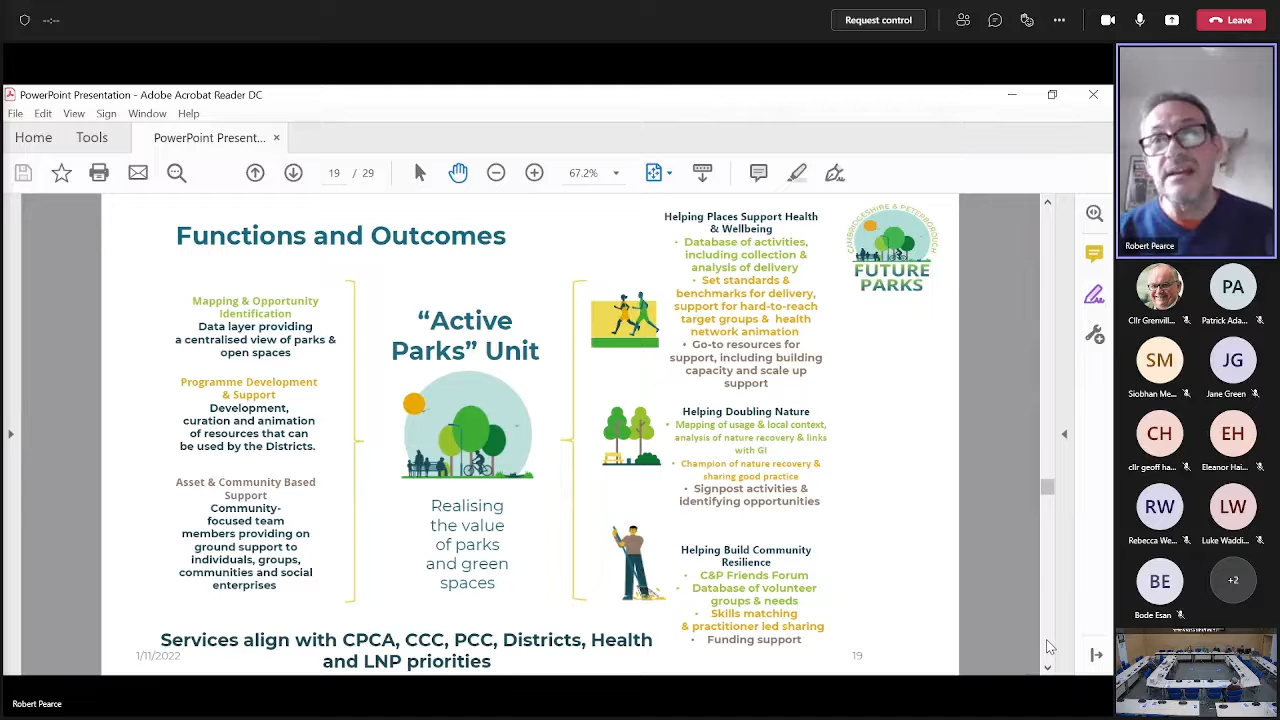 --:--
Request control
Leave
PowerPoint Presentation - Adobe Acrobat Reader DC
File Edit View Sign Window Help
Home Tools PowerPoint Present... ×
19 / 29
67.2%
Functions and Outcomes
Mapping & Opportunity
Identification
Data layer providing
a centralised view of parks &
open spaces
Programme Development
& Support
Development,
curation and animation
of resources that can
be used by the Districts.
Asset & Community Based
Support
Community-
focused team
members providing on
ground support to
individuals, groups,
communities and social
enterprises
“Active
Parks” Unit
Realising
the value
of parks
and green
spaces
Helping Places Support Health
& Wellbeing
• Database of activities,
including collection &
analysis of delivery
• Set standards &
benchmarks for delivery,
support for hard-to-reach
target groups & health
network animation
• Go-to resources for
support, including building
capacity and scale up
support
Helping Doubling Nature
• Mapping of usage & local context,
analysis of nature recovery & links
with GI
• Champion of nature recovery &
sharing good practice
• Signpost activities &
identifying opportunities
Helping Build Community
Resilience
• C&P Friends Forum
• Database of volunteer
groups & needs
• Skills matching
& practitioner led sharing
• Funding support
CAMBRIDGESHIRE & PETERBOROUGH
FUTURE
PARKS
Services align with CPCA, CCC, PCC, Districts, Health
and LNP priorities
1/11/2022
19
Robert Pearce
Robert Pearce
Cllr Grenvill...
PA
Patrick Ada...
SM
Siobhan Me...
JG
Jane Green
CH
cllr geoff ha...
EH
Eleanor Hal...
RW
Rebecca We...
LW
Luke Waddi...
BE
Bode Esan
+2